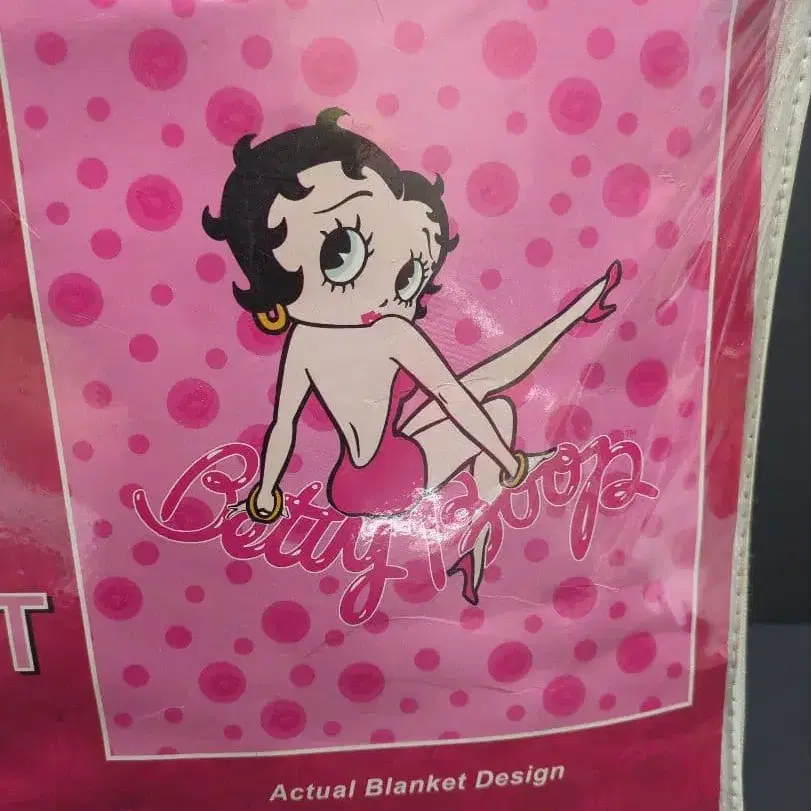 Betty Boop
T
Actual Blanket Design